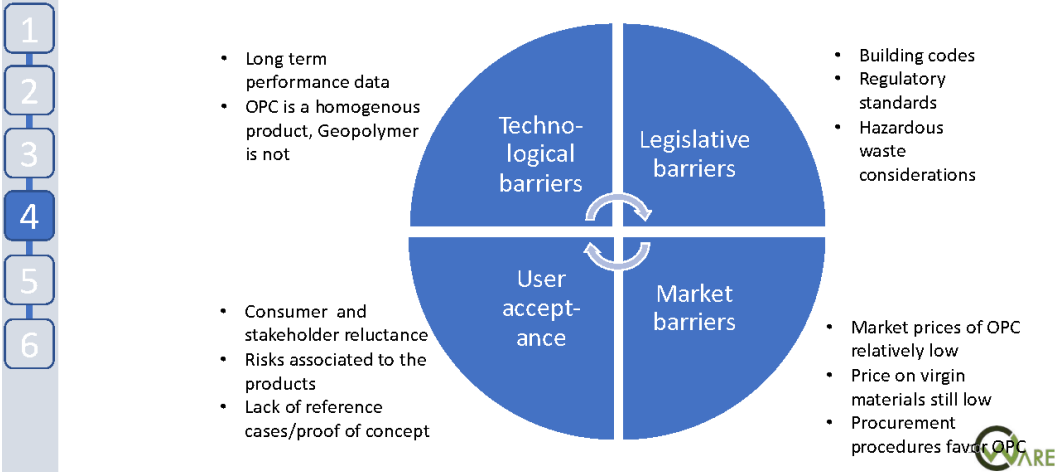 1
2
3
4
5
6
• Long term
performance data
• OPC is a homogenous
product, Geopolymer
is not
Techno-
logical
barriers
Legislative
barriers
• Building codes
• Regulatory
standards
• Hazardous
waste
considerations
• Consumer and
stakeholder reluctance
• Risks associated to the
products
• Lack of reference
cases/proof of concept
User
accept-
ance
Market
barriers
• Market prices of OPC
relatively low
• Price on virgin
materials still low
• Procurement
procedures favor OPC